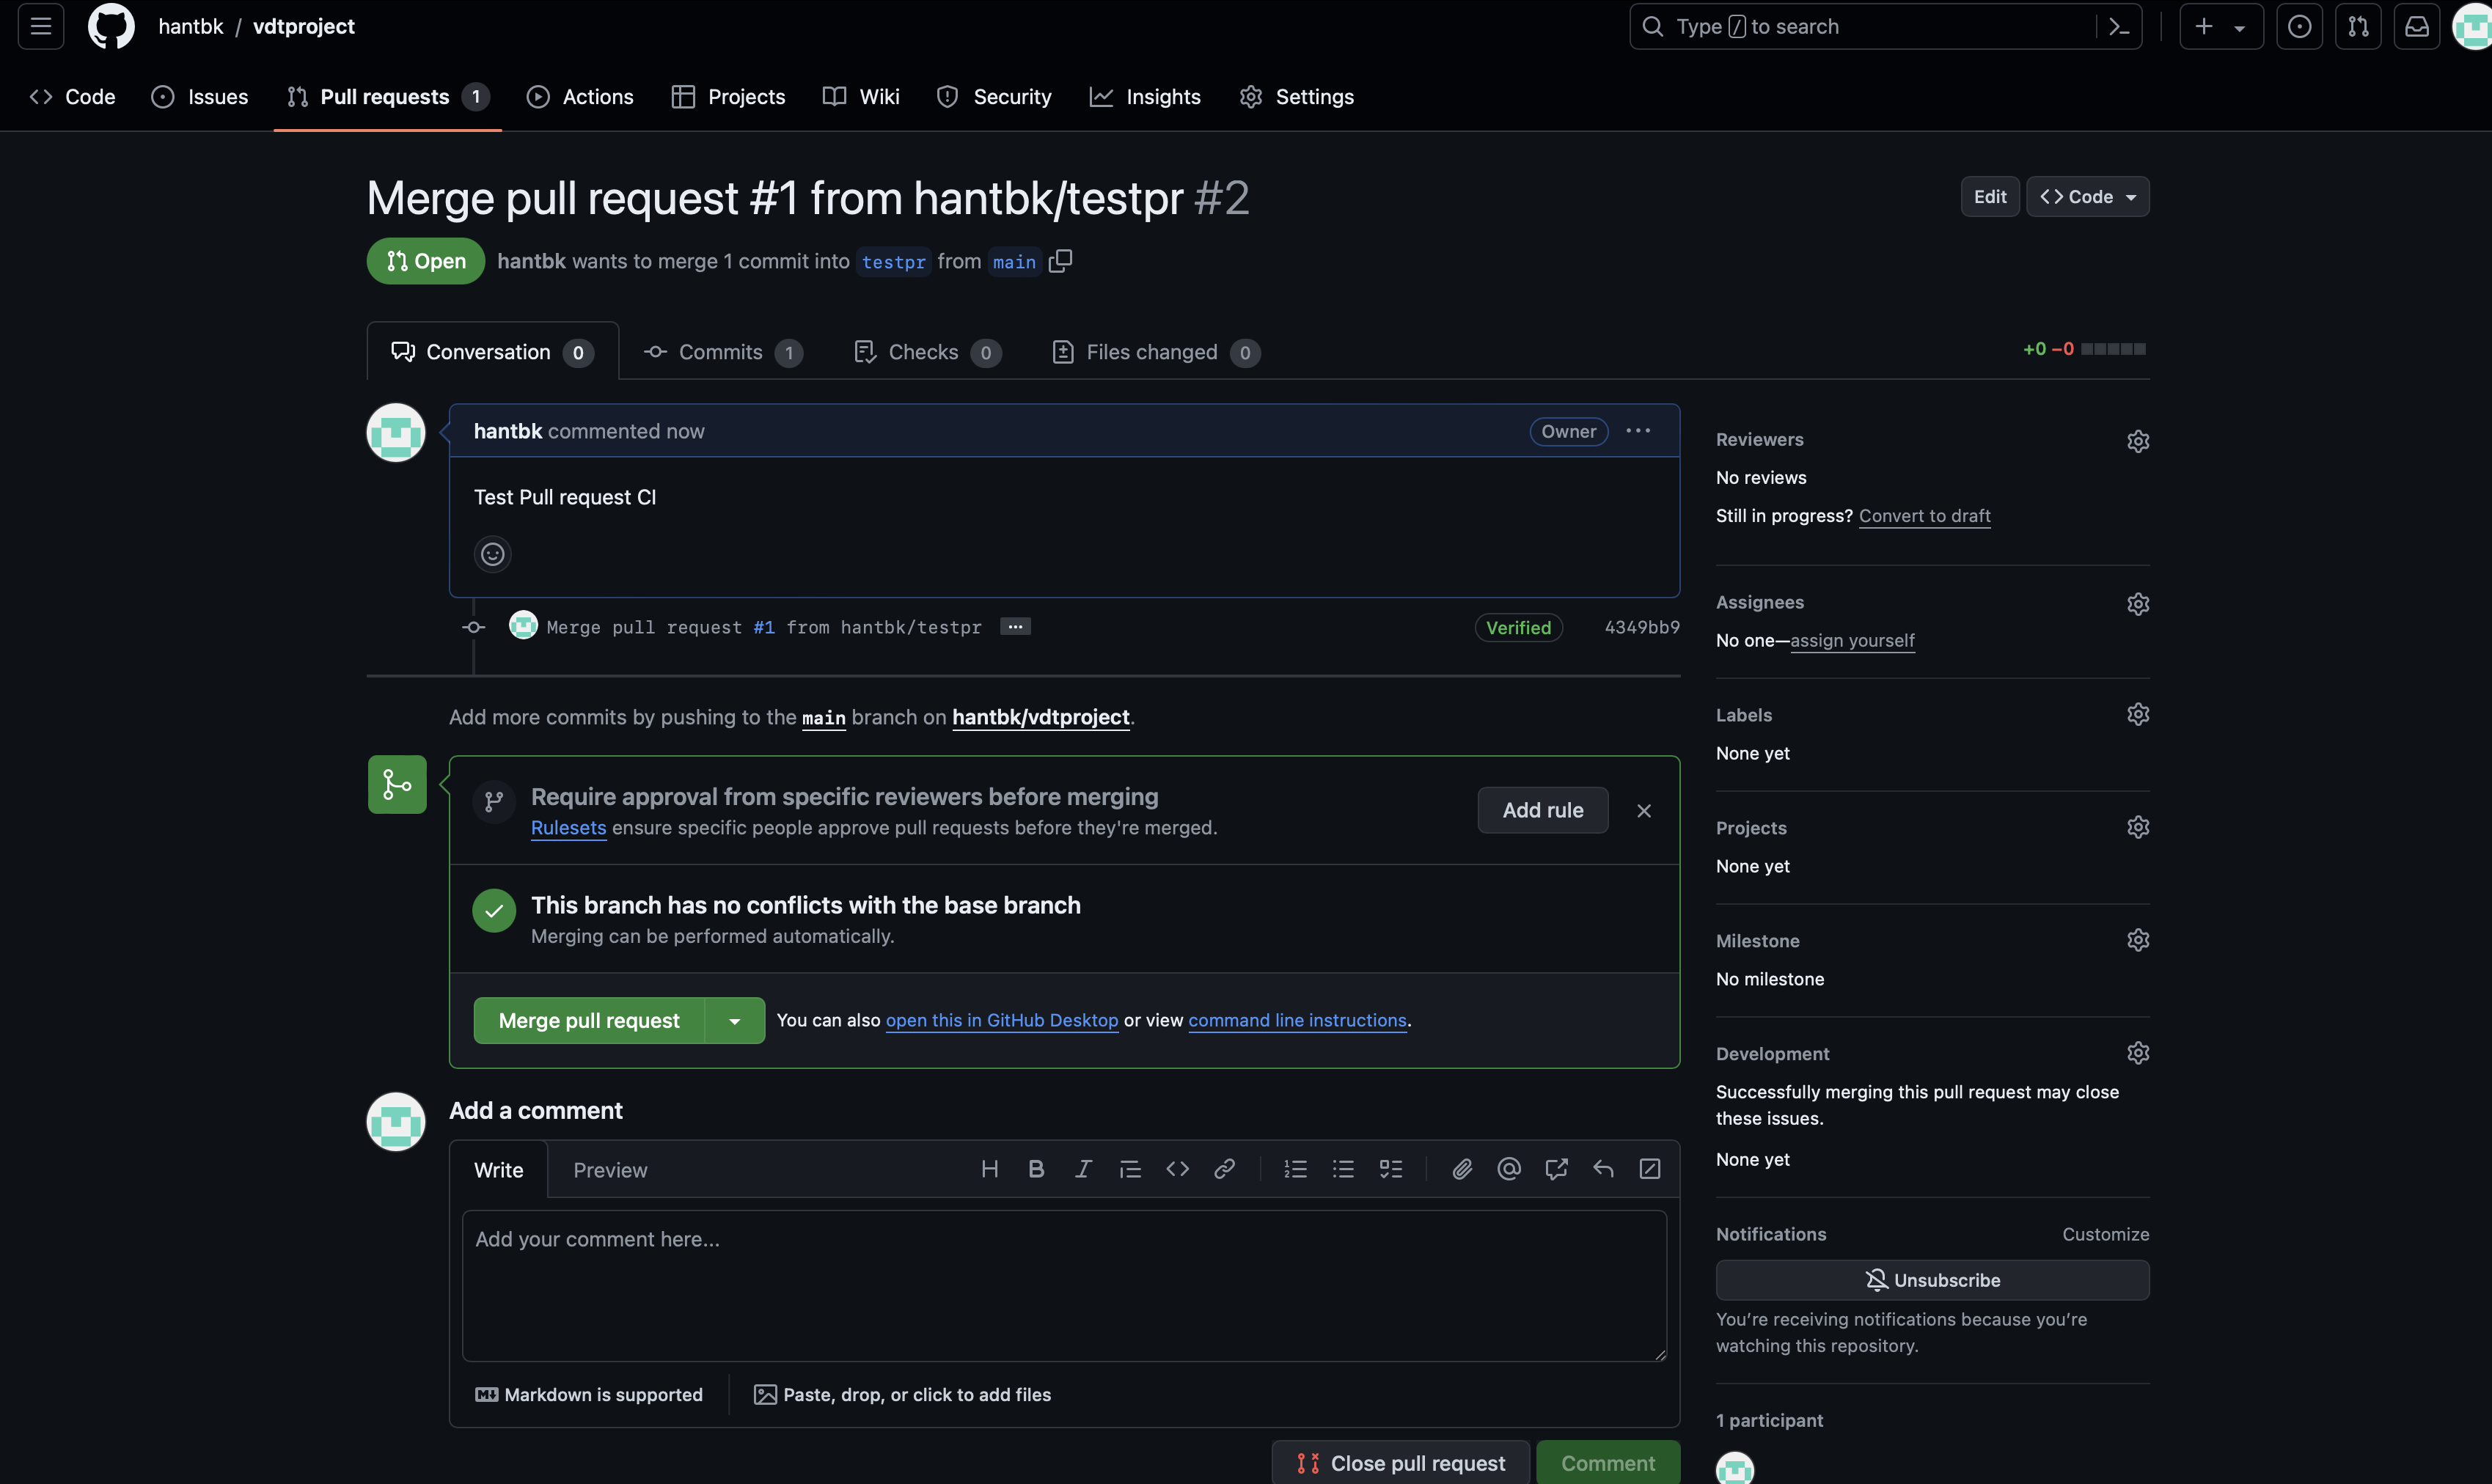 hantbk / vdtproject
Type / to search
Code
Issues
Pull requests 1
Actions
Projects
Wiki
Security
Insights
Settings
Merge pull request #1 from hantbk/testpr #2
Edit
Code
Open
hantbk wants to merge 1 commit into testpr from main
Conversation 0
Commits 1
Checks 0
Files changed 0
+0 −0
hantbk commented now
Owner
Test Pull request CI
Merge pull request #1 from hantbk/testpr
Verified
4349bb9
Add more commits by pushing to the main branch on hantbk/vdtproject.
Require approval from specific reviewers before merging
Rulesets ensure specific people approve pull requests before they're merged.
Add rule
This branch has no conflicts with the base branch
Merging can be performed automatically.
Merge pull request
You can also open this in GitHub Desktop or view command line instructions.
Add a comment
Write
Preview
Add your comment here...
Markdown is supported
Paste, drop, or click to add files
Close pull request
Comment
Reviewers
No reviews
Still in progress? Convert to draft
Assignees
No one—assign yourself
Labels
None yet
Projects
None yet
Milestone
No milestone
Development
Successfully merging this pull request may close
these issues.
None yet
Notifications
Customize
Unsubscribe
You’re receiving notifications because you’re
watching this repository.
1 participant